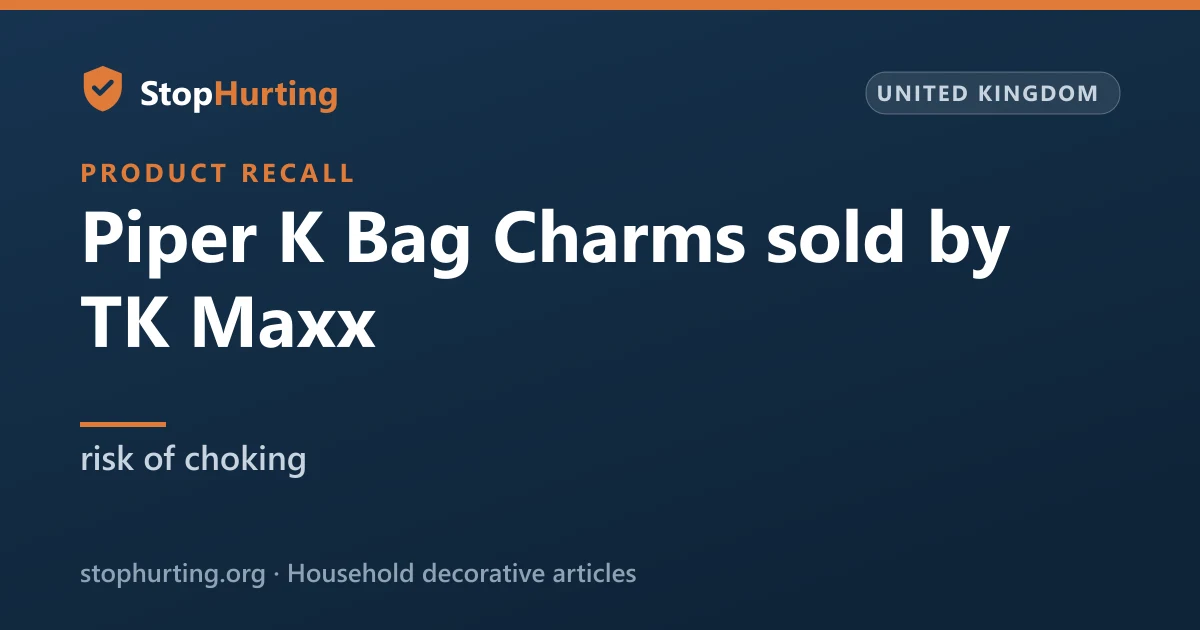 StopHurting
UNITED KINGDOM
PRODUCT RECALL
Piper K Bag Charms sold by
TK Maxx
risk of choking
stophurting.org · Household decorative articles